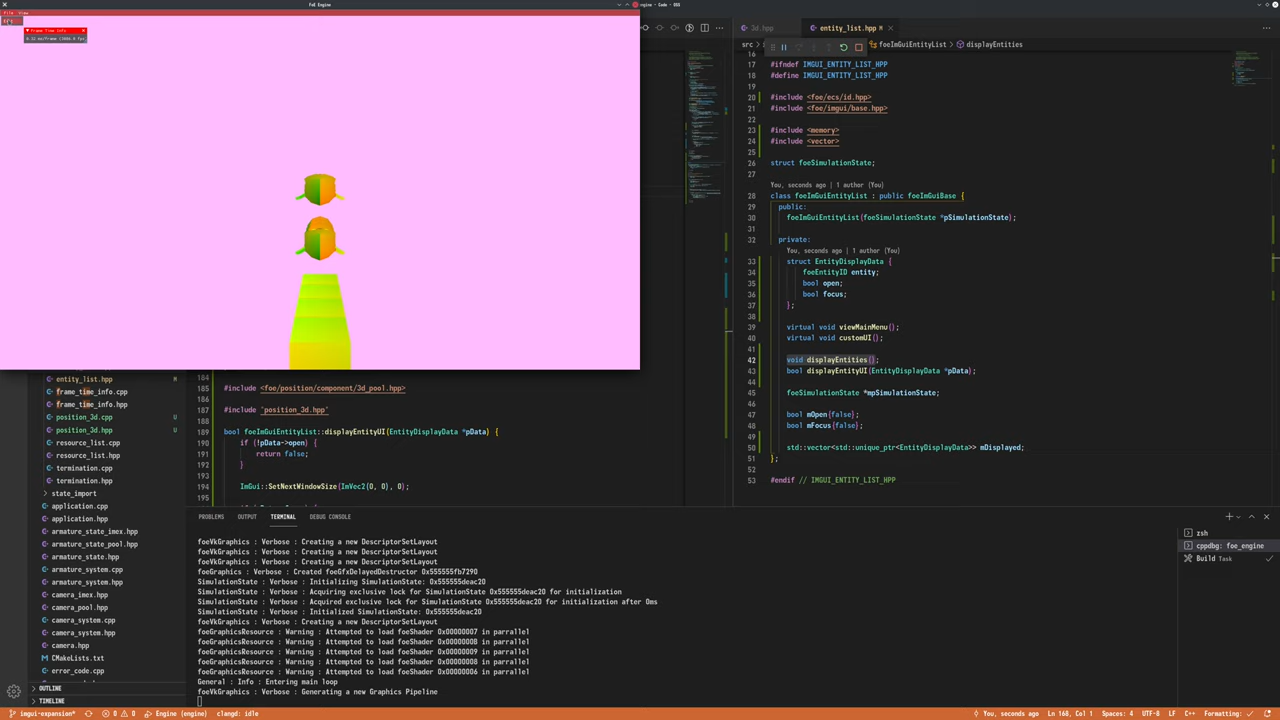 FoE Engine
File View
Frame Time Info
engine - Code - OSS
3d.hpp
entity_list.hpp M
src
foeImGuiEntityList
displayEntities
16
17 #ifndef IMGUI_ENTITY_LIST_HPP
18 #define IMGUI_ENTITY_LIST_HPP
19
20 #include <foe/ecs/id.hpp>
21 #include <foe/imgui/base.hpp>
22
23 #include <memory>
24 #include <vector>
25
26 struct foeSimulationState;
27
You, seconds ago | 1 author (You)
28 class foeImGuiEntityList : public foeImGuiBase {
29 public:
30 foeImGuiEntityList(foeSimulationState *pSimulationState);
31
32 private:
You, seconds ago | 1 author (You)
33 struct EntityDisplayData {
34 foeEntityID entity;
35 bool open;
36 bool focus;
37 };
38
39 virtual void viewMainMenu();
40 virtual void customUI();
41
42 void displayEntities();
43 bool displayEntityUI(EntityDisplayData *pData);
44
45 foeSimulationState *mpSimulationState;
46
47 bool mOpen{false};
48 bool mFocus{false};
49
50 std::vector<std::unique_ptr<EntityDisplayData>> mDisplayed;
51 };
52
53 #endif // IMGUI_ENTITY_LIST_HPP
entity_list.hpp M
frame_time_info.cpp
frame_time_info.hpp
position_3d.cpp U
position_3d.hpp U
resource_list.cpp
resource_list.hpp
termination.cpp
termination.hpp
state_import
application.cpp
application.hpp
armature_state_imex.hpp
armature_state_pool.hpp
armature_state.hpp
armature_system.cpp
armature_system.hpp
camera_imex.hpp
camera_pool.hpp
camera_system.cpp
camera_system.hpp
camera.hpp
CMakeLists.txt
error_code.cpp
OUTLINE
TIMELINE
184
185 #include <foe/position/component/3d_pool.hpp>
186
187 #include "position_3d.hpp"
188
189 bool foeImGuiEntityList::displayEntityUI(EntityDisplayData *pData) {
190 if (!pData->open) {
191 return false;
192 }
193
194 ImGui::SetNextWindowSize(ImVec2(0, 0), 0);
195
PROBLEMS OUTPUT TERMINAL DEBUG CONSOLE
foeVkGraphics : Verbose : Creating a new DescriptorSetLayout
foeVkGraphics : Verbose : Creating a new DescriptorSetLayout
foeVkGraphics : Verbose : Creating a new DescriptorSetLayout
foeGraphics : Verbose : Created foeGfxDelayedDestructor 0x555555fb7290
SimulationState : Verbose : Initializing SimulationState: 0x555555deac20
SimulationState : Verbose : Acquiring exclusive lock for SimulationState 0x555555deac20 for initialization
SimulationState : Verbose : Acquired exclusive lock for SimulationState 0x555555deac20 for initialization after 0ms
SimulationState : Verbose : Initialized SimulationState: 0x555555deac20
foeVkGraphics : Verbose : Creating a new DescriptorSetLayout
foeGraphicsResource : Warning : Attempted to load foeShader 0x00000007 in parrallel
foeGraphicsResource : Warning : Attempted to load foeShader 0x0000000B in parrallel
foeGraphicsResource : Warning : Attempted to load foeShader 0x00000009 in parrallel
foeGraphicsResource : Warning : Attempted to load foeShader 0x00000008 in parrallel
foeGraphicsResource : Warning : Attempted to load foeShader 0x00000006 in parrallel
General : Info : Entering main loop
foeVkGraphics : Verbose : Generating a new Graphics Pipeline
zsh
cppdbg: foe_engine
Build Task
imgui-expansion* 0 0 Engine (engine) clangd: idle
You, seconds ago Ln 168, Col 1 Spaces: 4 UTF-8 LF C++ Formatting: ✓